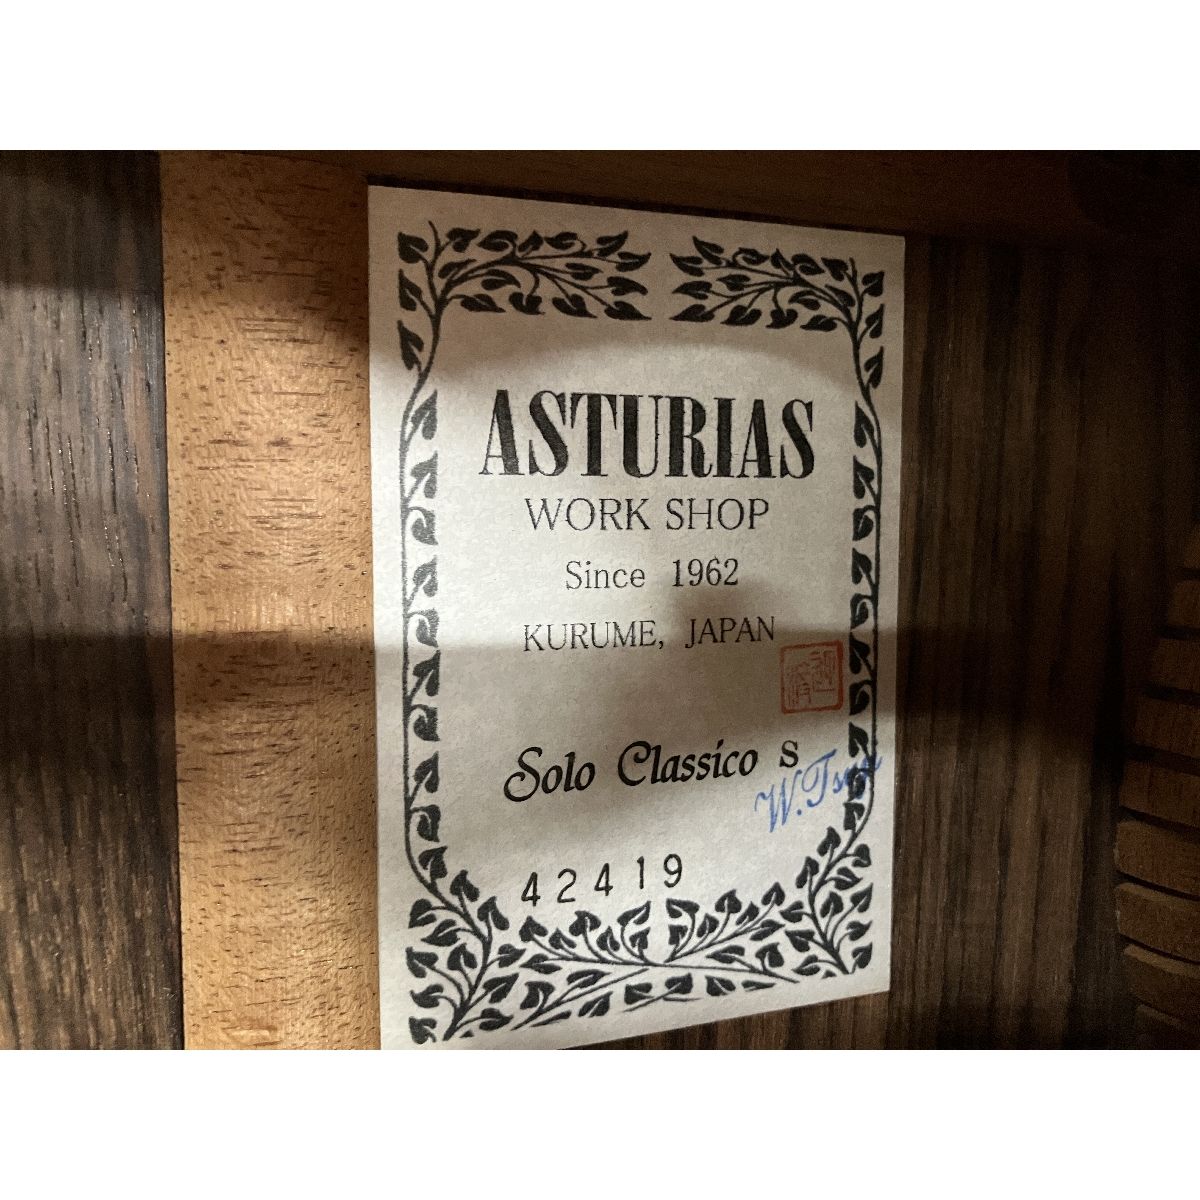 ASTURIAS
WORK SHOP
Since 1962
KURUME, JAPAN
Solo Classico S
42419